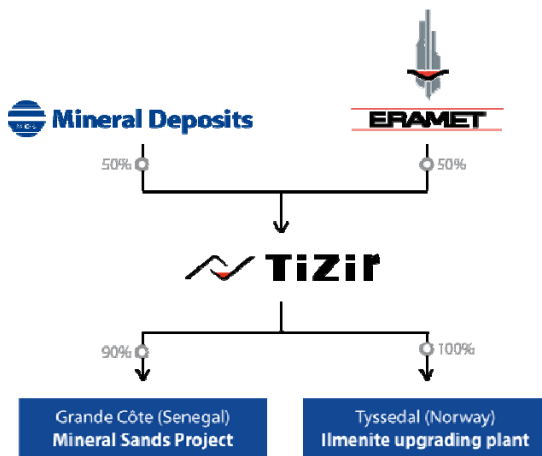 Mineral Deposits
ERAMET
50%
50%
TiZir
90%
100%
Grande Côte (Senegal)
Mineral Sands Project
Tyssedal (Norway)
Ilmenite upgrading plant